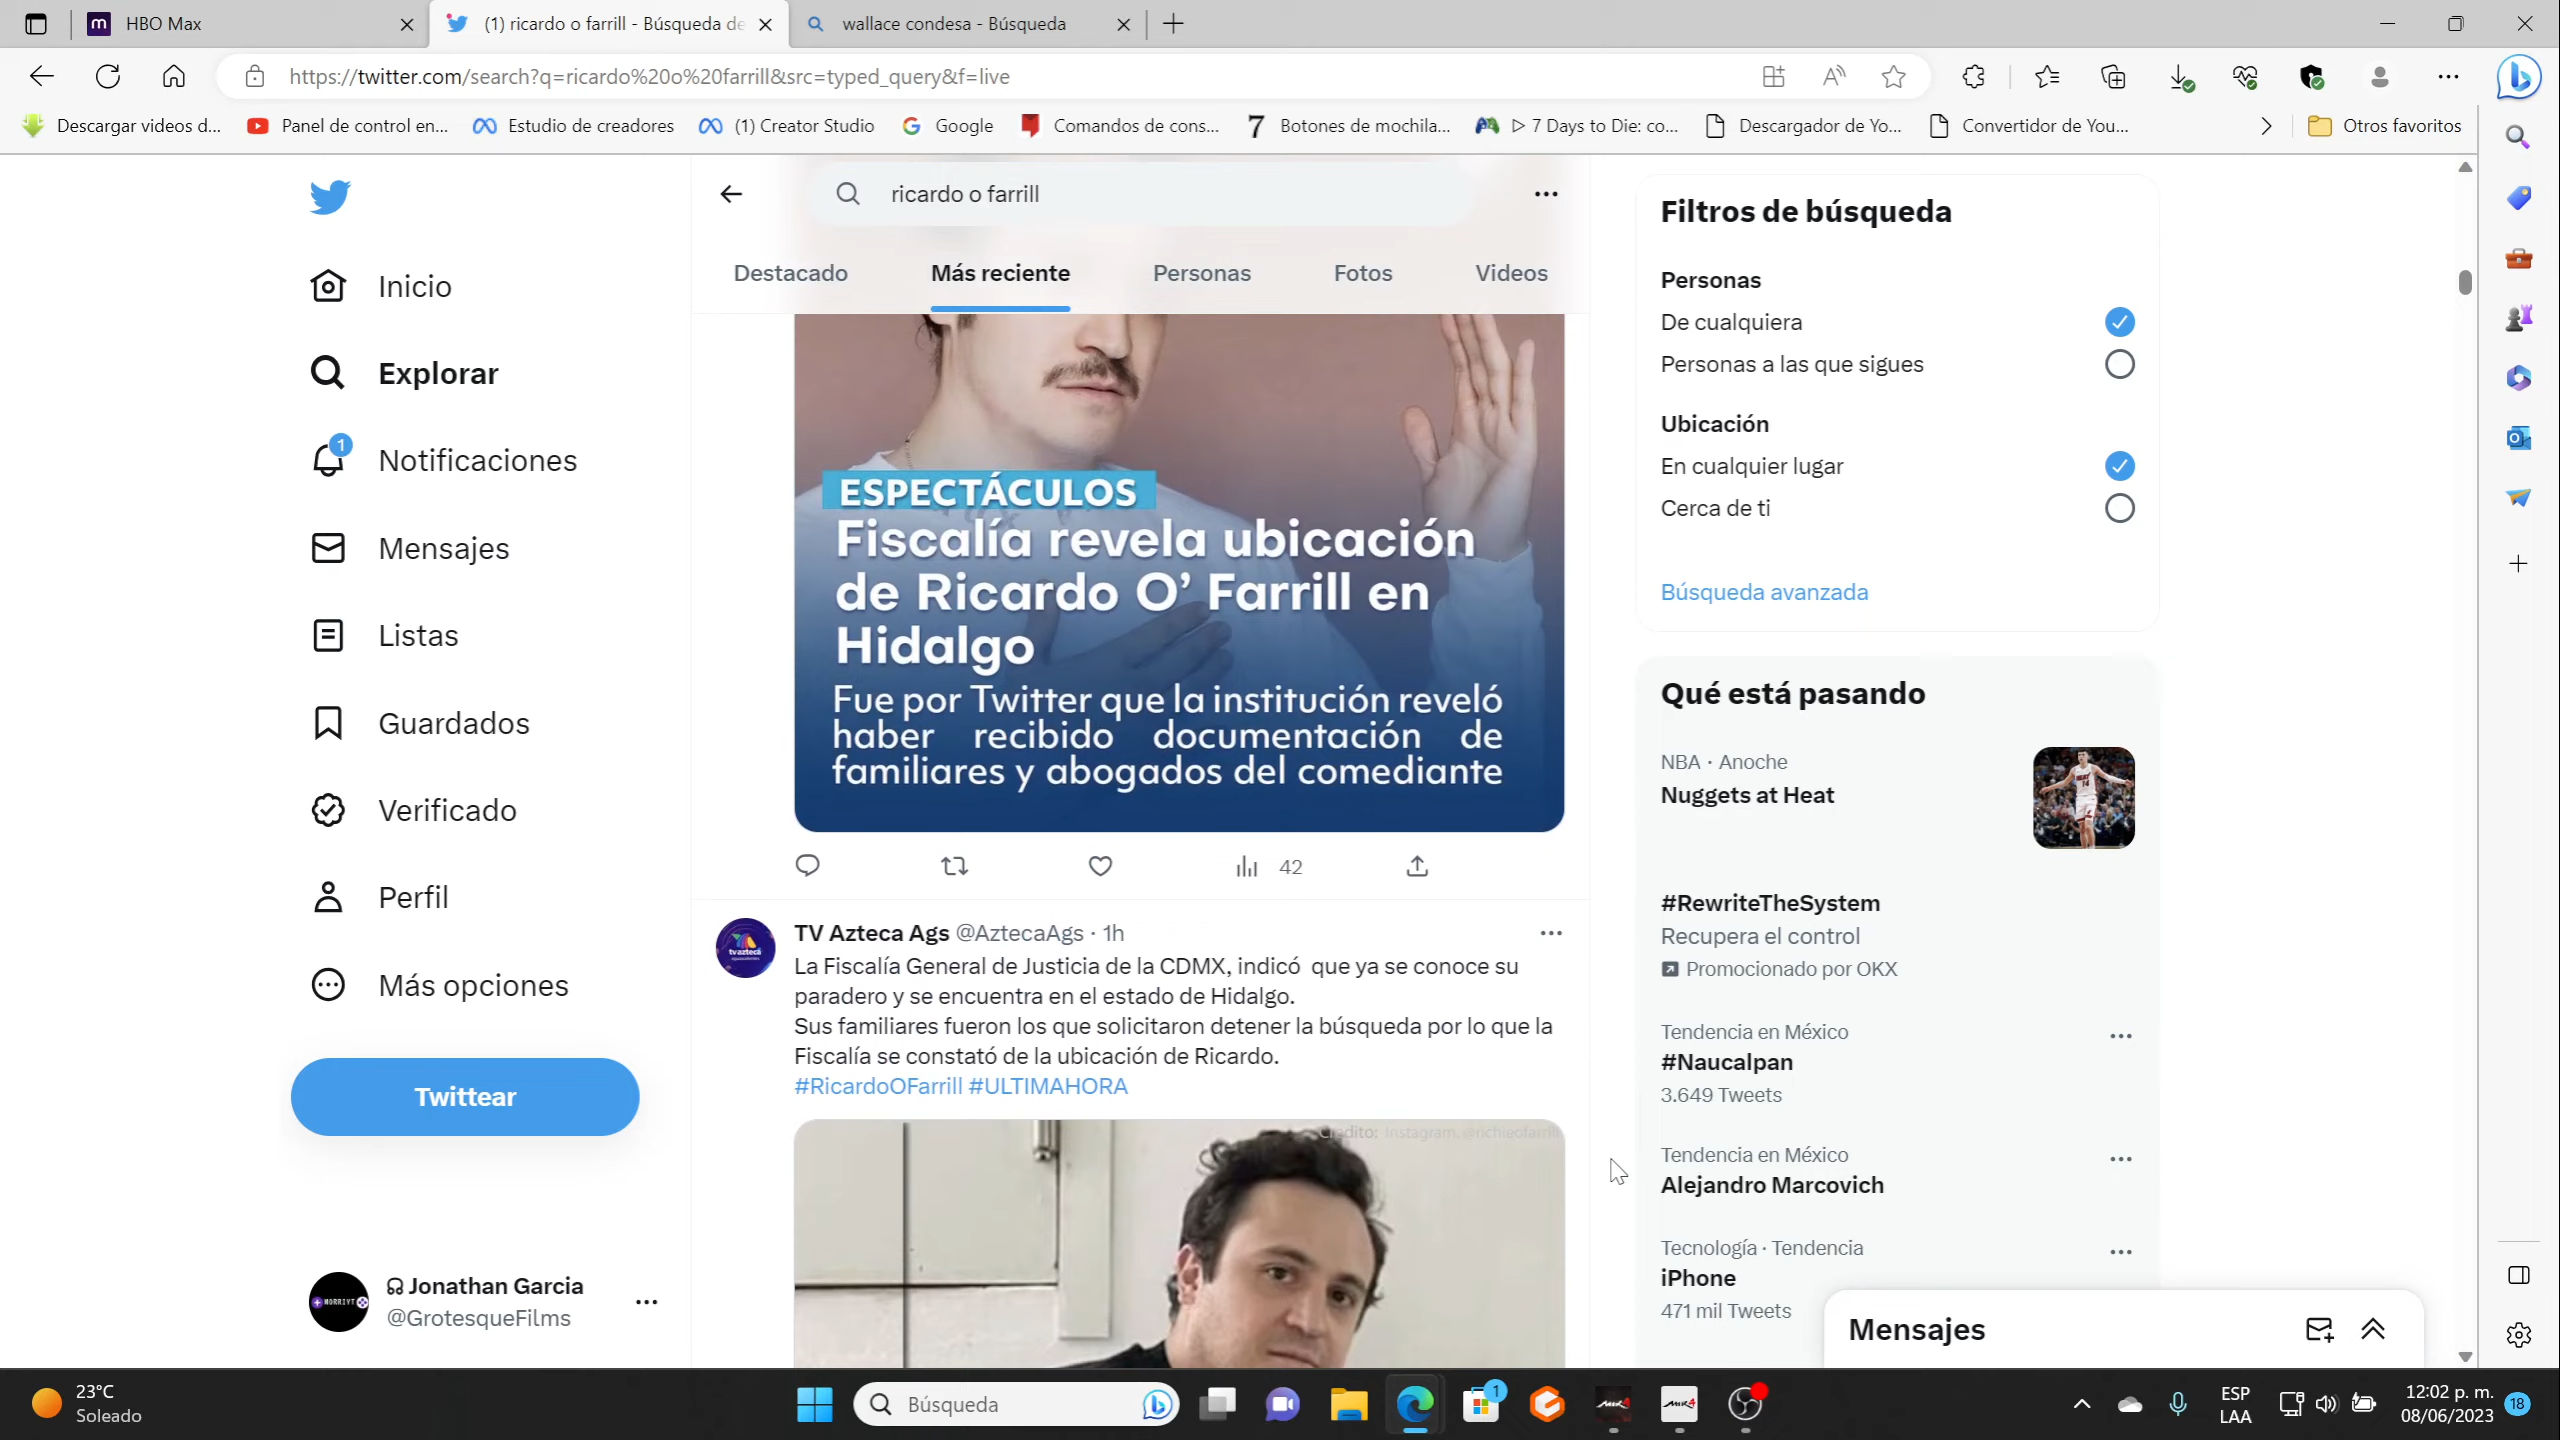 HBO Max
(1) ricardo o farrill - Búsqueda de
wallace condesa - Búsqueda
https://twitter.com/search?q=ricardo%20o%20farrill&src=typed_query&f=live
Descargar videos d...
Panel de control en...
Estudio de creadores
(1) Creator Studio
Google
Comandos de cons...
7 Botones de mochila...
7 Days to Die: co...
Descargador de Yo...
Convertidor de You...
Otros favoritos
Inicio
Explorar
1
Notificaciones
Mensajes
Listas
Guardados
Verificado
Perfil
Más opciones
Twittear
Jonathan Garcia
@GrotesqueFilms
ricardo o farrill
Destacado
Más reciente
Personas
Fotos
Videos
ESPECTÁCULOS
Fiscalía revela ubicación
de Ricardo O’ Farrill en
Hidalgo
Fue por Twitter que la institución reveló
haber recibido documentación de
familiares y abogados del comediante
42
tv azteca
TV Azteca Ags @AztecaAgs · 1h
La Fiscalía General de Justicia de la CDMX, indicó  que ya se conoce su
paradero y se encuentra en el estado de Hidalgo.
Sus familiares fueron los que solicitaron detener la búsqueda por lo que la
Fiscalía se constató de la ubicación de Ricardo.
#RicardoOFarrill #ULTIMAHORA
Crédito: Instagram, @richieofarrill
Filtros de búsqueda
Personas
De cualquiera
Personas a las que sigues
Ubicación
En cualquier lugar
Cerca de ti
Búsqueda avanzada
Qué está pasando
NBA · Anoche
Nuggets at Heat
#RewriteTheSystem
Recupera el control
Promocionado por OKX
Tendencia en México
#Naucalpan
3.649 Tweets
Tendencia en México
Alejandro Marcovich
Tecnología · Tendencia
iPhone
471 mil Tweets
Mensajes
23°C
Soleado
Búsqueda
1
ESP
LAA
12:02 p. m.
08/06/2023
18